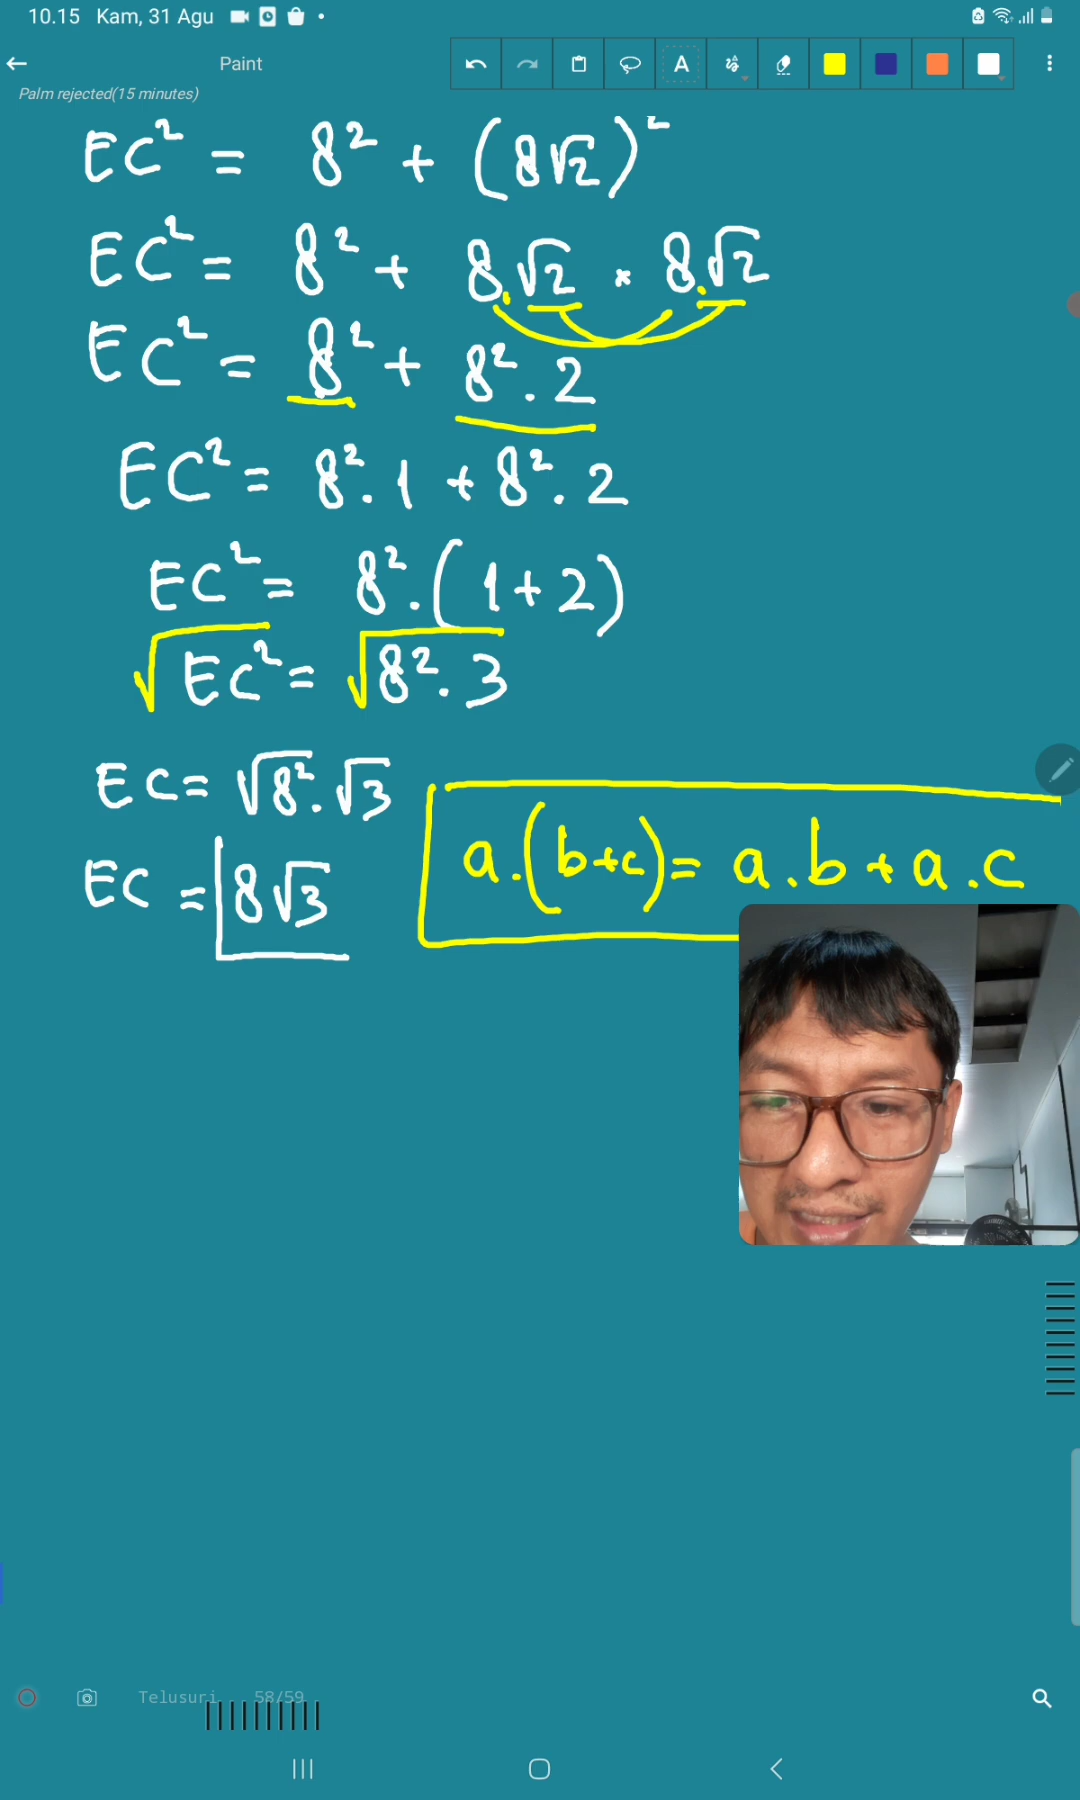 10.15 Kam, 31 Agu
Paint
A
Palm rejected(15 minutes)
EC² = 8² + (8√2)²
EC² = 8² + 8.√2 × 8.√2
EC² = 8² + 8².2
EC² = 8².1 + 8².2
EC² = 8².(1+2)
√EC² = √8².3
EC = √8².√3
a.(b+c) = a.b + a.c
EC = 8√3
Telusuri 58/59